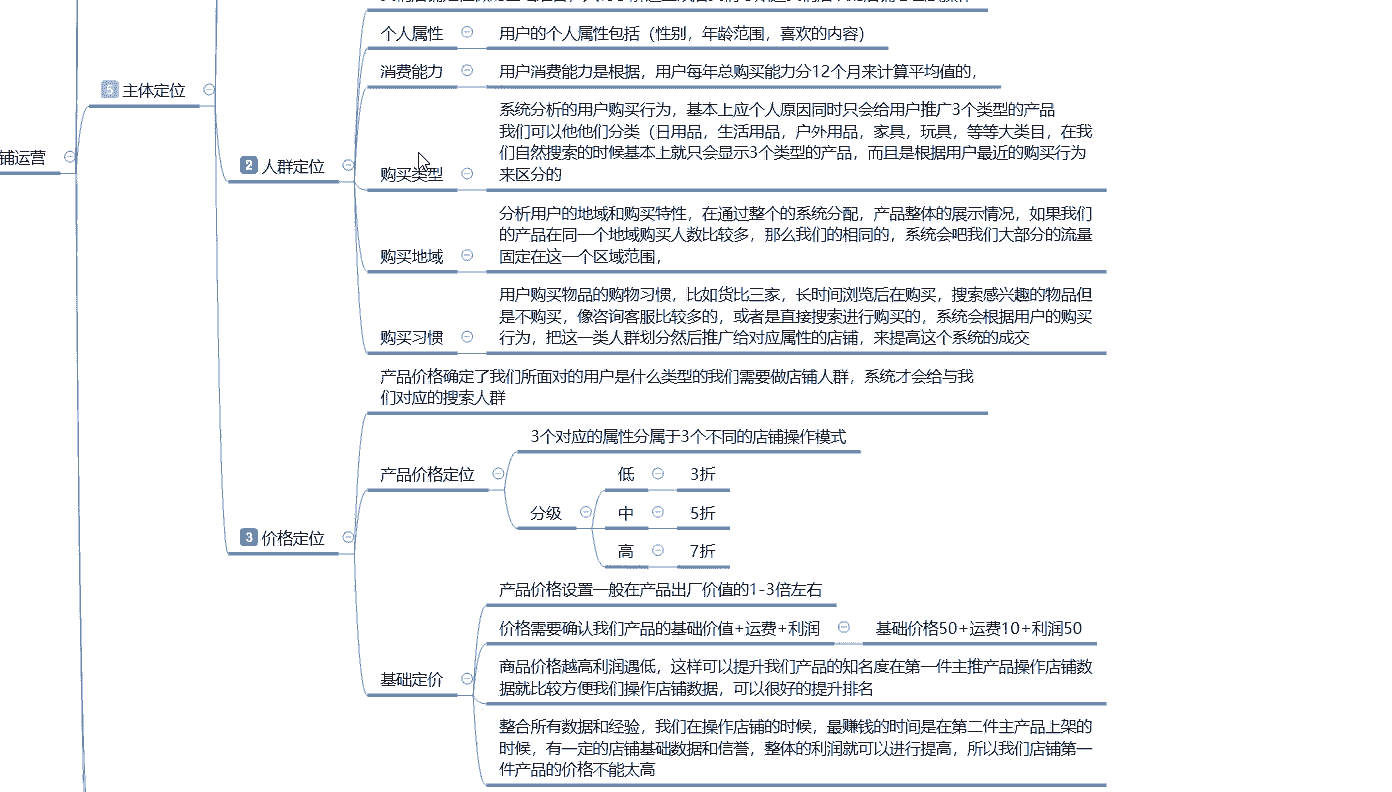 个人属性
用户的个人属性包括（性别，年龄范围，喜欢的内容）
消费能力
用户消费能力是根据，用户每年总购买能力分12个月来计算平均值的，
5 主体定位
系统分析的用户购买行为，基本上应个人原因同时只会给用户推广3个类型的产品
我们可以他他们分类（日用品，生活用品，户外用品，家具，玩具，等等大类目，在我
们自然搜索的时候基本上就只会显示3个类型的产品，而且是根据用户最近的购买行为
来区分的
铺运营
2 人群定位
购买类型
分析用户的地域和购买特性，在通过整个的系统分配，产品整体的展示情况，如果我们
的产品在同一个地域购买人数比较多，那么我们的相同的，系统会吧我们大部分的流量
固定在这一个区域范围，
购买地域
用户购买物品的购物习惯，比如货比三家，长时间浏览后在购买，搜索感兴趣的物品但
是不购买，像咨询客服比较多的，或者是直接搜索进行购买的，系统会根据用户的购买
行为，把这一类人群划分然后推广给对应属性的店铺，来提高这个系统的成交
购买习惯
产品价格确定了我们所面对的用户是什么类型的我们需要做店铺人群，系统才会给与我
们对应的搜索人群
3个对应的属性分属于3个不同的店铺操作模式
产品价格定位
低
3折
分级
中
5折
高
7折
3 价格定位
产品价格设置一般在产品出厂价值的1-3倍左右
价格需要确认我们产品的基础价值+运费+利润
基础价格50+运费10+利润50
商品价格越高利润遇低，这样可以提升我们产品的知名度在第一件主推产品操作店铺数
据就比较方便我们操作店铺数据，可以很好的提升排名
基础定价
整合所有数据和经验，我们在操作店铺的时候，最赚钱的时间是在第二件主产品上架的
时候，有一定的店铺基础数据和信誉，整体的利润就可以进行提高，所以我们店铺第一
件产品的价格不能太高